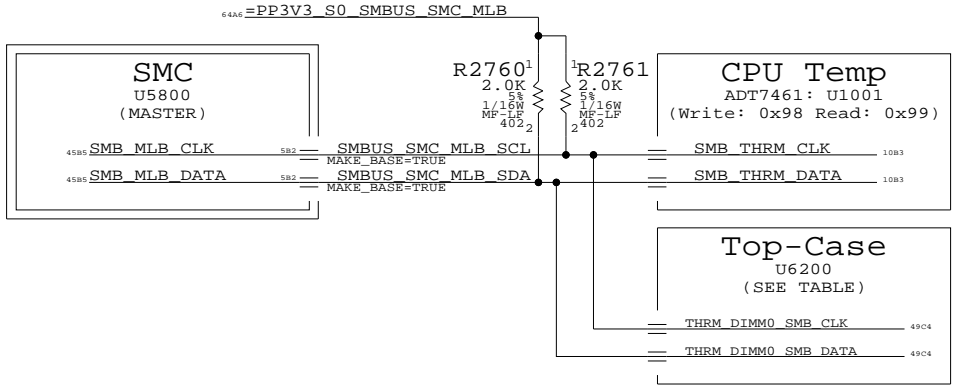 64A6 =PP3V3_S0_SMBUS_SMC_MLB
SMC
U5800
(MASTER)
R2760 1
2.0K
5%
1/16W
MF-LF
402
2
1 R2761
2.0K
5%
1/16W
MF-LF
402
2
CPU Temp
ADT7461: U1001
(Write: 0x98 Read: 0x99)
45B5 SMB_MLB_CLK 5B2 SMBUS_SMC_MLB_SCL SMB_THRM_CLK 10B3
MAKE_BASE=TRUE
45B5 SMB_MLB_DATA 5B2 SMBUS_SMC_MLB_SDA SMB_THRM_DATA 10B3
MAKE_BASE=TRUE
Top-Case
U6200
(SEE TABLE)
THRM_DIMM0_SMB_CLK 49C4
THRM_DIMM0_SMB_DATA 49C4